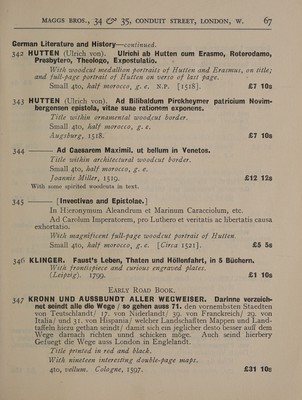 MAGGS BROS., 34 & 35, CONDUIT STREET, LONDON, W. 67
German Literature and History—continued.
342 HUTTEN (Ulrich von). Ulrichi ab Hutten cum Erasmo, Roterodamo,
Presbytero, Theologo, Expostulatio.
With woodcut medallion portraits of Hutten and Erasmus, on title;
and full-page portrait of Hutten on verso of last page.
Small 4to, half morocco, g. e. N.P. [1518]. £7 10s
343 HUTTEN (Ulrich von). Ad Bilibaldum Pirckheymer patricium Novim-
bergensen epistola, vitae suae rationem exponens.
Title within ornamental woodcut border.
Small 4to, half morocco, g. e.
Augsburg, 1518. £7 10s
344 ——— Ad Caesarem Maximil. ut bellum in Venetos.
Title within architectural woodcut border.
Small 4to, half morocco, g. e.
Joannis Miller, 1519. £12 12s
With some spirited woodcuts in text.
345 ——— [Invectivae and Epistolae.]
In Hieronymum Aleandrum et Marinum Caracciolum, etc.
Ad Carolum Imperatorem, pro Luthero et veritatis ac libertatis causa
exhortatio.
With magnificent full-page woodcut portrait of Hutten.
Small 4to, half morocco, g. e. [Circa 1521]. £5 5s
346 KLINGER. Faust's Leben, Thaten und Höllenfahrt, in 5 Büchern.
With frontispiece and curious engraved plates.
(Leipzig). 1799. £1 10s
EARLY ROAD BOOK.
347 KRONN UND AUSSBUNDT ALLER WEGWEISER. Darinne verzeich-
net seindt alle die Wege / so gehen auss 71. den vornembsten Staedten
von Teutschlandt/ 17. von Niderlandt/ 39. von Franckreich/ 29. von
Italia/ und 31. von Hispania/ welcher Landschafften Mappen und Land-
taffeln hierzu gethan seindt/ damit sich ein jeglicher desto besser auff dem
Wege darnach richten unnd schicken möge. Auch seind hierbey
Gefuegt die Wege auss London in Englelandt.
Title printed in red and black.
With nineteen interesting double-page maps.
4to, vellum. Cologne, 1597. £31 10s